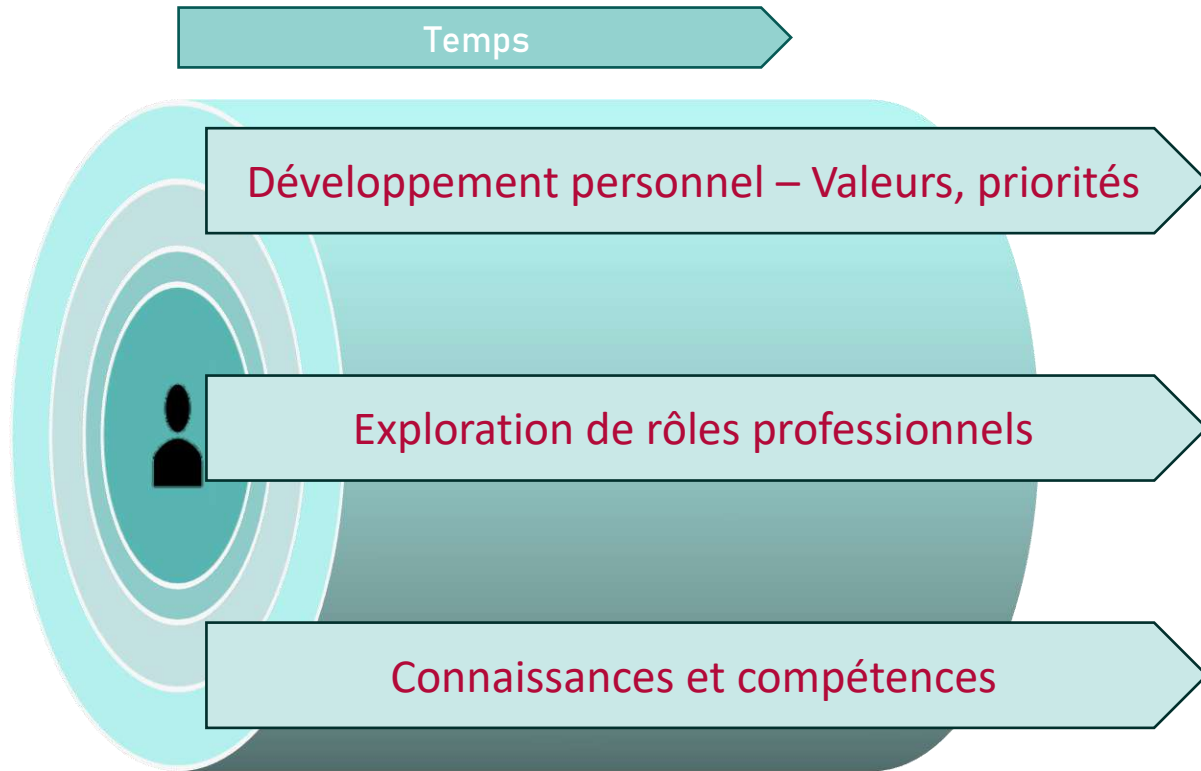 Temps
Développement personnel – Valeurs, priorités
Exploration de rôles professionnels
Connaissances et compétences